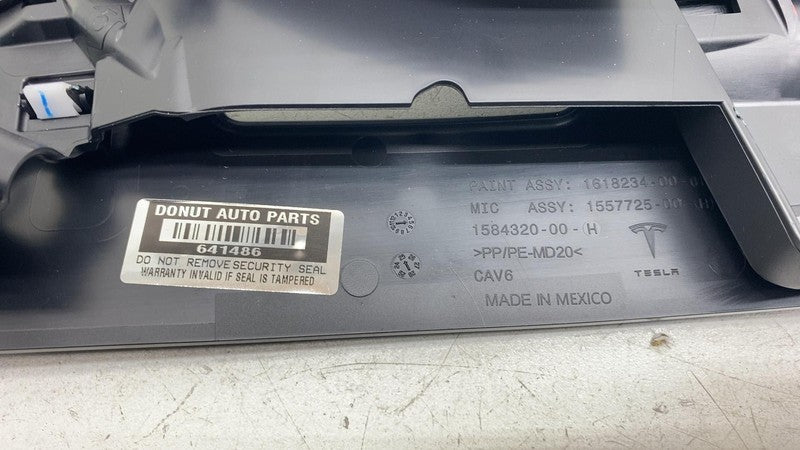 DONUT AUTO PARTS
641486
DO NOT REMOVE SECURITY SEAL
WARRANTY INVALID IF SEAL IS TAMPERED
PAINT ASSY: 1618234-00-
MIC ASSY: 1557725-00-(H)
1584320-00-(H)
>PP/PE-MD20<
CAV6
MADE IN MEXICO
TESLA